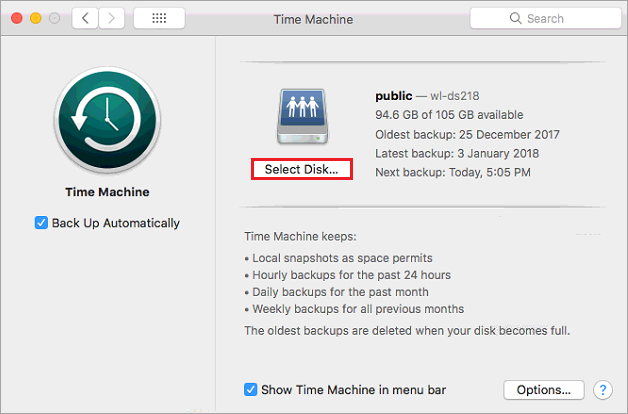 Time Machine
Search
public — wl-ds218
94.6 GB of 105 GB available
Oldest backup: 25 December 2017
Latest backup: 3 January 2018
Next backup: Today, 5:05 PM
Select Disk...
Time Machine
Back Up Automatically
Time Machine keeps:
• Local snapshots as space permits
• Hourly backups for the past 24 hours
• Daily backups for the past month
• Weekly backups for all previous months
The oldest backups are deleted when your disk becomes full.
Show Time Machine in menu bar
Options...
?